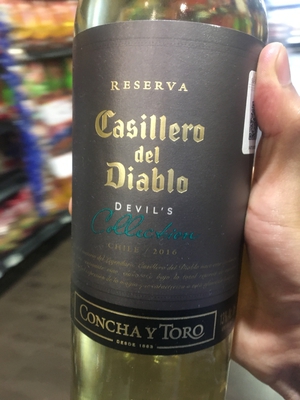 RESERVA
Casillero
del
Diablo
DEVIL'S
Collection
CHILE / 2016
CONCHA Y TORO
DESDE 1883